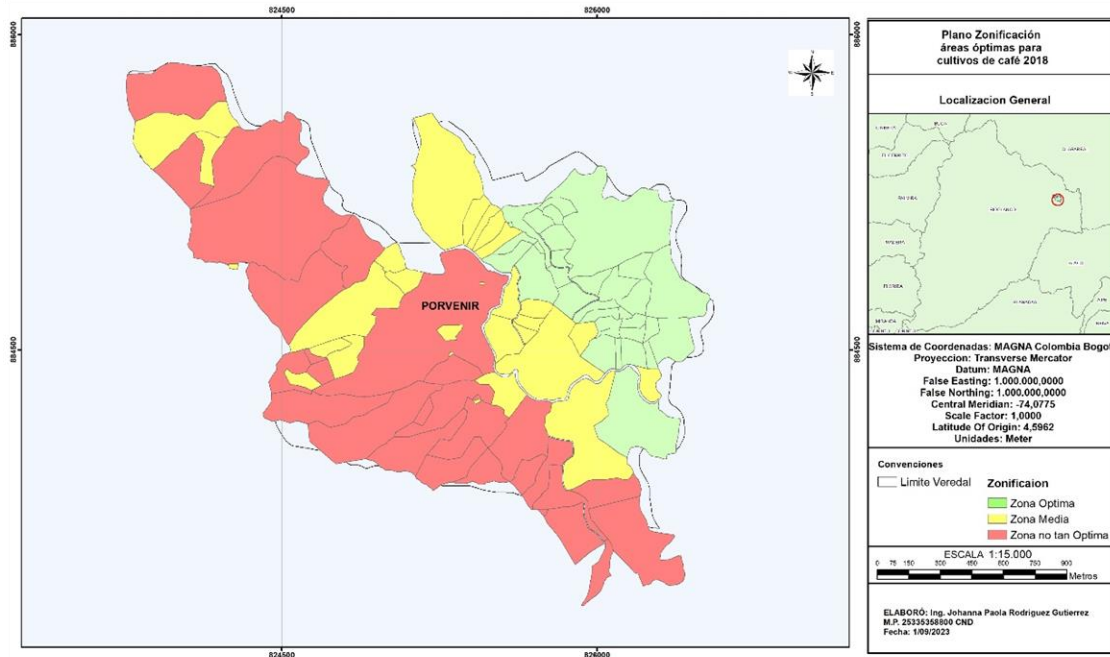 824500
826000
886000
886000
884500
884500
824500
826000
N
PORVENIR
Plano Zonificación
áreas óptimas para
cultivos de café 2018
Localizacion General
Sistema de Coordenadas: MAGNA Colombia Bogot
Proyeccion: Transverse Mercator
Datum: MAGNA
False Easting: 1.000.000,0000
False Northing: 1.000.000,0000
Central Meridian: -74,0775
Scale Factor: 1,0000
Latitude Of Origin: 4,5962
Unidades: Meter
Convenciones
Limite Veredal
Zonificaion
Zona Optima
Zona Media
Zona no tan Optima
ESCALA 1:15.000
0 75 150 300 450 600 750 900
Metros
ELABORÓ: Ing. Johanna Paola Rodriguez Gutierrez
M.P. 25335358800 CND
Fecha: 1/09/2023